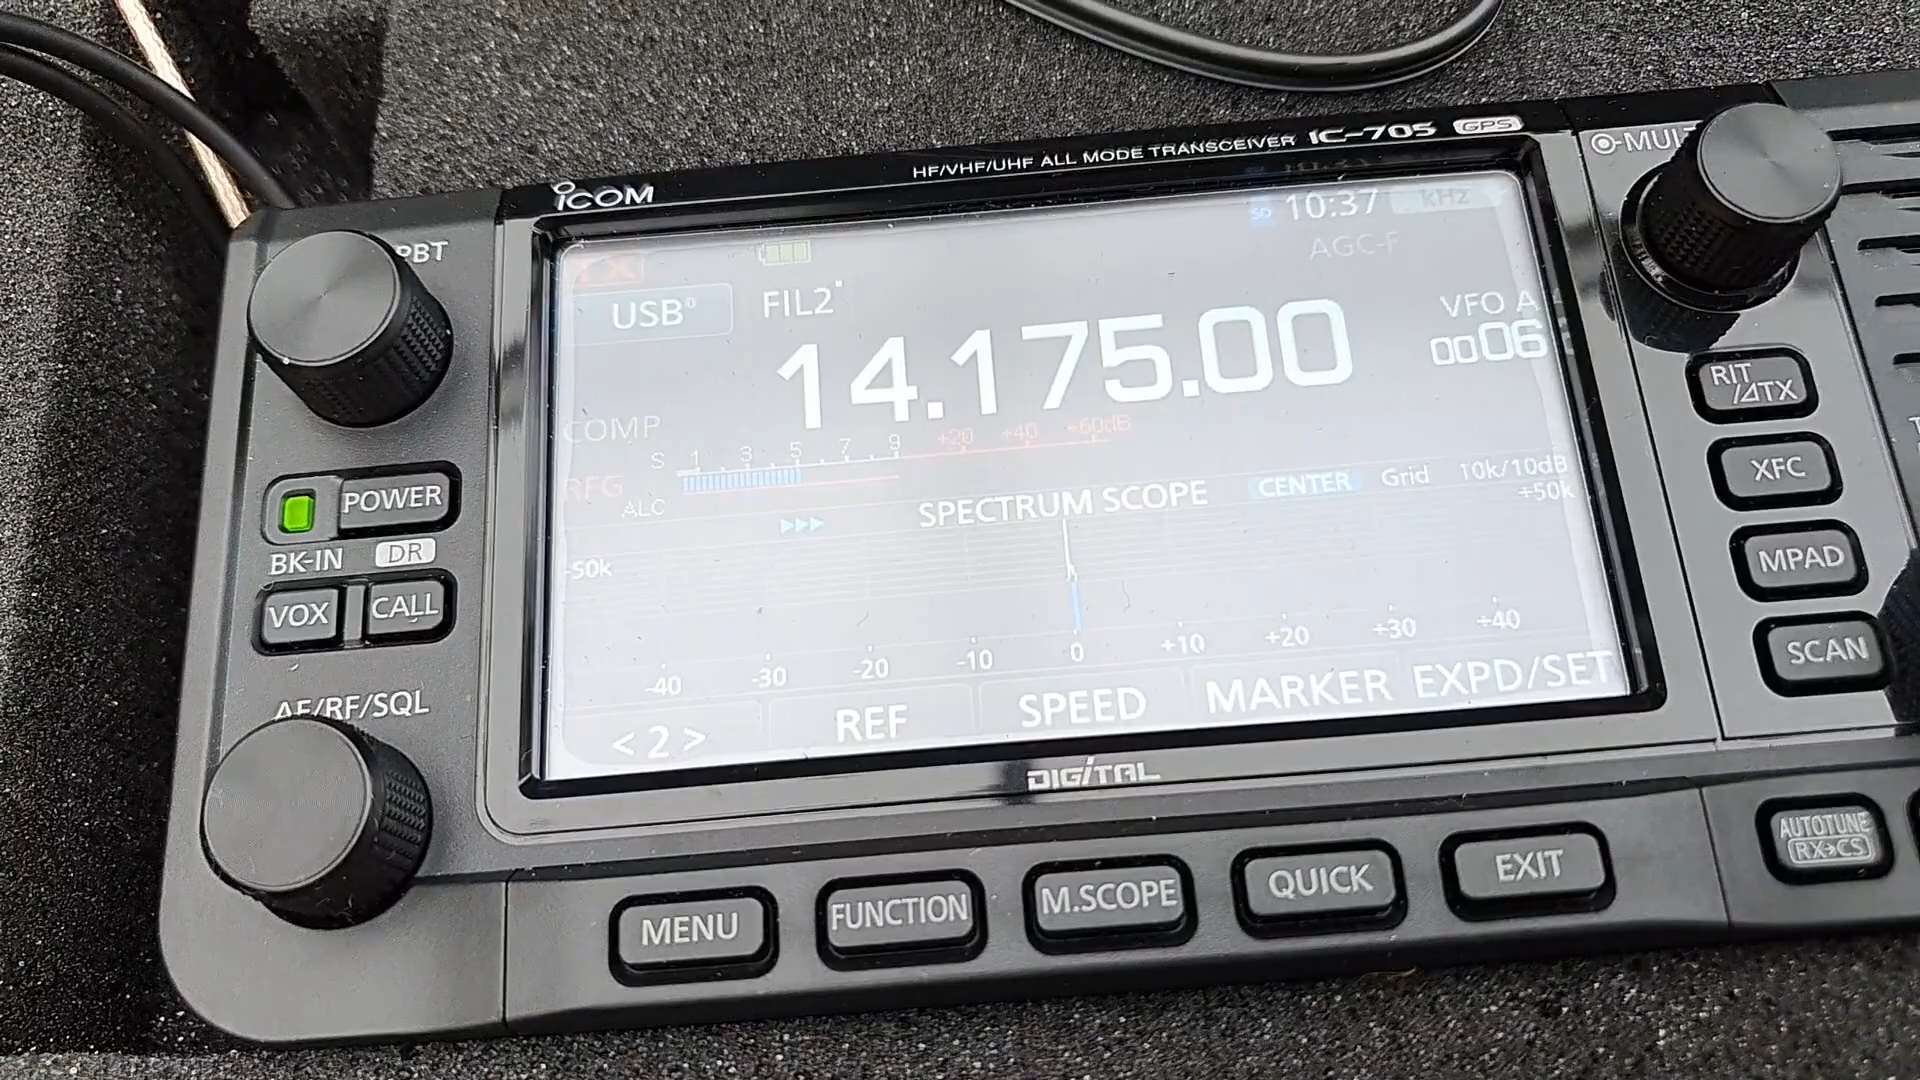 HF/VHF/UHF ALL MODE TRANSCEIVER IC-705 GPS
ICOM
MULTI
PBT
SD 10:37 kHz
TX
AGC-F
USB FIL2
VFO A
14.175.00
0006
COMP
S 1 3 5 7 9 +20 +40 +60dB
RFG
ALC
SPECTRUM SCOPE CENTER Grid 10k/10dB
-50k +50k
-40 -30 -20 -10 0 +10 +20 +30 +40
< 2 > REF SPEED MARKER EXPD/SET
DIGITAL
POWER
BK-IN DR
VOX CALL
AF/RF/SQL
RIT
/⊿TX
XFC
MPAD
SCAN
MENU FUNCTION M.SCOPE QUICK EXIT
AUTOTUNE
RX→CS